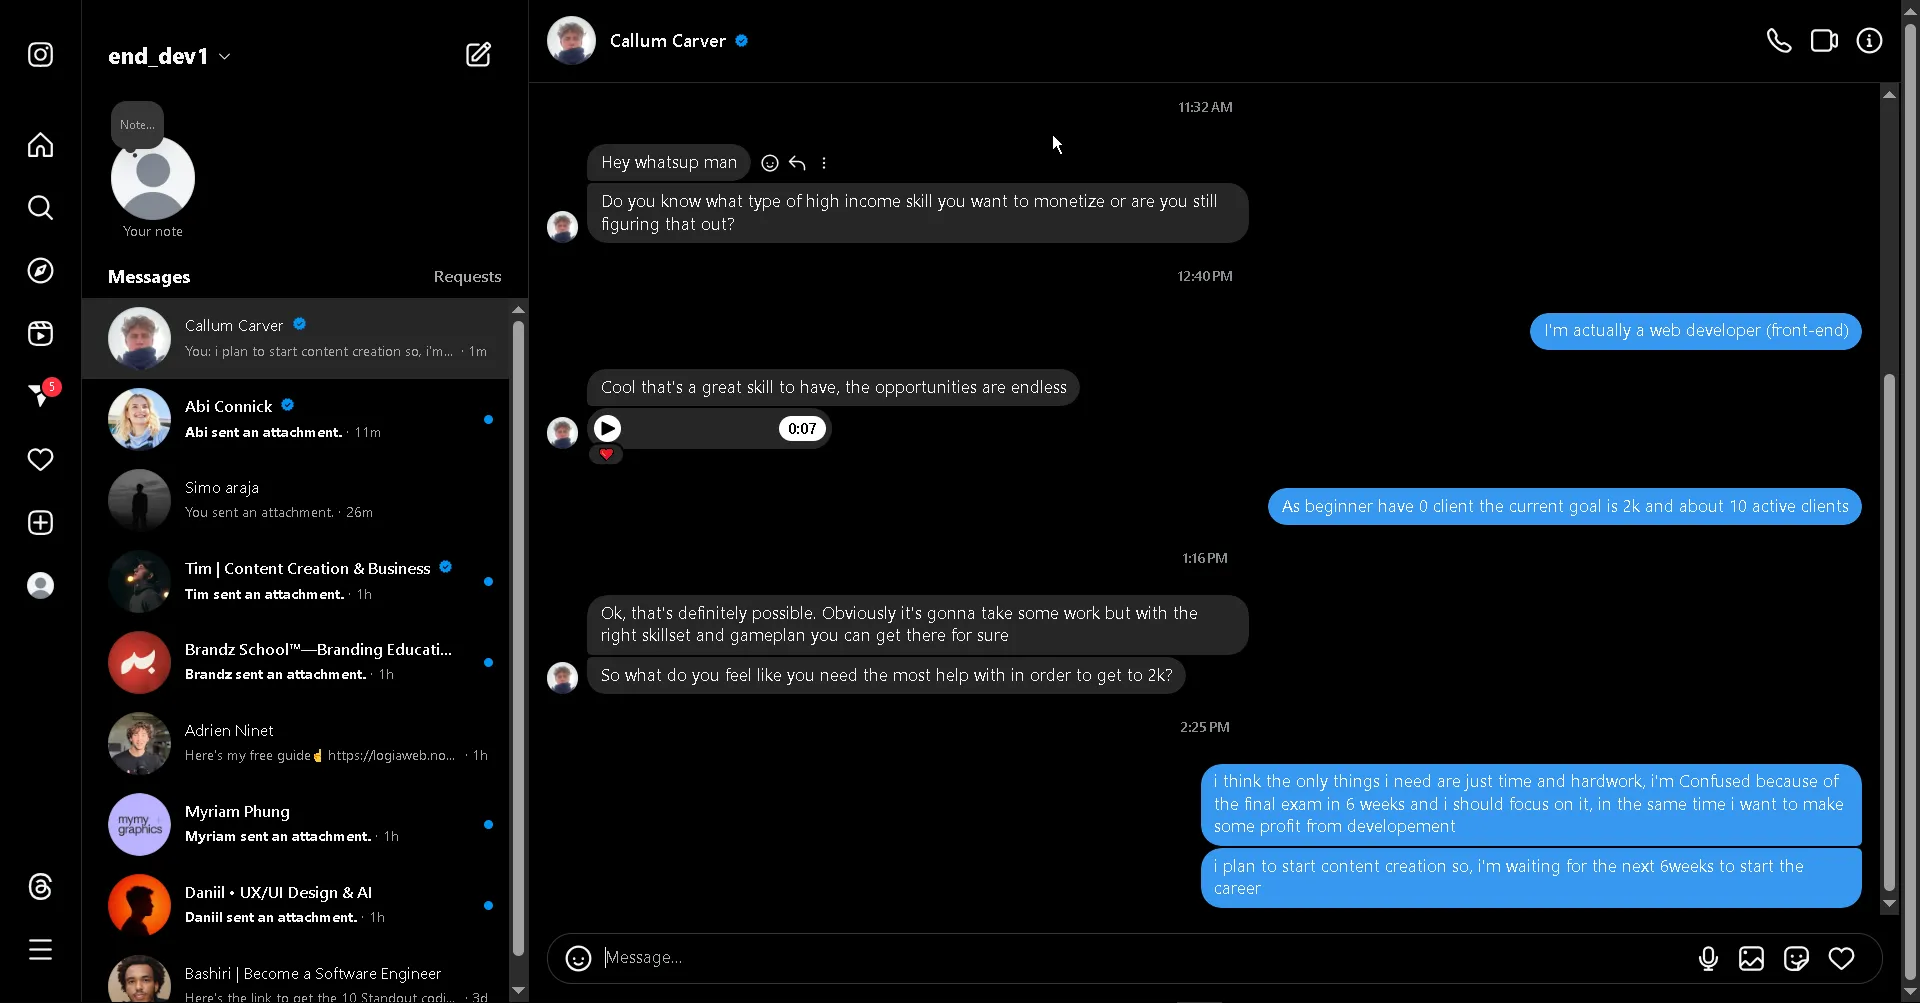 end_dev1
Note...
Your note
Messages
Requests
Callum Carver
You: i plan to start content creation so, i'm... · 1m
Abi Connick
Abi sent an attachment. · 11m
Simo araja
You sent an attachment. · 26m
5
Tim | Content Creation & Business
Tim sent an attachment. · 1h
Brandz School™—Branding Educati...
Brandz sent an attachment. · 1h
Adrien Ninet
Here's my free guide☝ https://logiaweb.no... · 1h
mymy
graphics
Myriam Phung
Myriam sent an attachment. · 1h
Daniil • UX/UI Design & AI
Daniil sent an attachment. · 1h
Bashiri | Become a Software Engineer
Here's the link to get the 10 Standout codi... · 3d
Callum Carver
11:32 AM
Hey whatsup man
Do you know what type of high income skill you want to monetize or are you still
figuring that out?
12:40 PM
I'm actually a web developer (front-end)
Cool that's a great skill to have, the opportunities are endless
0:07
As beginner have 0 client the current goal is 2k and about 10 active clients
1:16 PM
Ok, that's definitely possible. Obviously it's gonna take some work but with the
right skillset and gameplan you can get there for sure
So what do you feel like you need the most help with in order to get to 2k?
2:25 PM
i think the only things i need are just time and hardwork, i'm Confused because of
the final exam in 6 weeks and i should focus on it, in the same time i want to make
some profit from developement
i plan to start content creation so, i'm waiting for the next 6weeks to start the
career
Message...